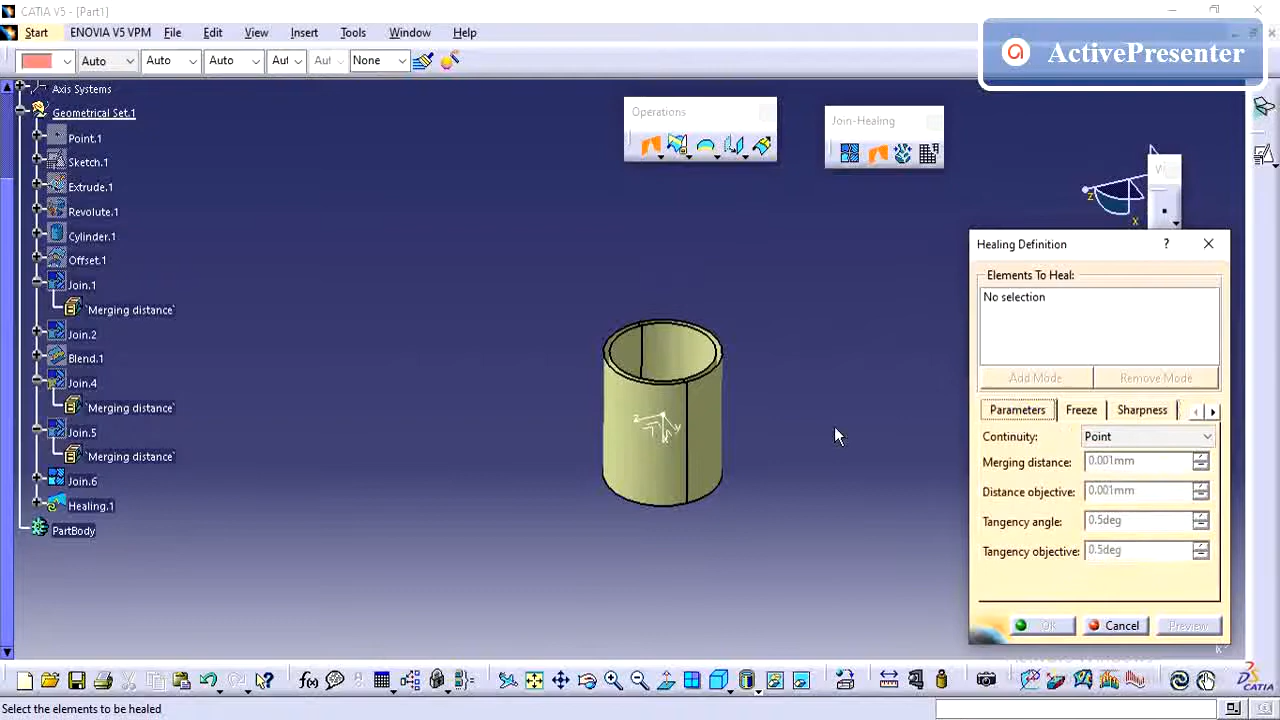 CATIA V5 - [Part1]
Start ENOVIA V5 VPM File Edit View Insert Tools Window Help
ActivePresenter
Auto Auto Auto Aut Aut None
Axis Systems
Geometrical Set.1
Point.1
Sketch.1
Extrude.1
Revolute.1
Cylinder.1
Offset.1
Join.1
`Merging distance`
Join.2
Blend.1
Join.4
`Merging distance`
Join.5
`Merging distance`
Join.6
Healing.1
PartBody
Operations
Join-Healing
Vi
z
x
z
y
Healing Definition ?
Elements To Heal:
No selection
Add Mode Remove Mode
Parameters Freeze Sharpness
Continuity: Point
Merging distance: 0.001mm
Distance objective: 0.001mm
Tangency angle: 0.5deg
Tangency objective: 0.5deg
OK Cancel Preview
f(x)
CATIA
Select the elements to be healed